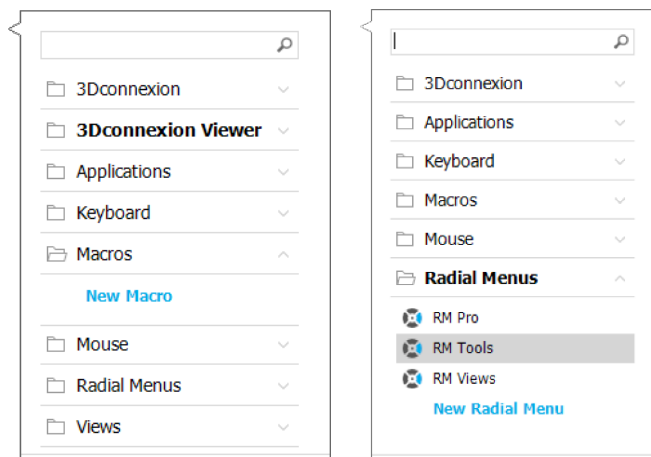 3Dconnexion
3Dconnexion Viewer
Applications
Keyboard
Macros
New Macro
Mouse
Radial Menus
Views
3Dconnexion
Applications
Keyboard
Macros
Mouse
Radial Menus
RM Pro
RM Tools
RM Views
New Radial Menu